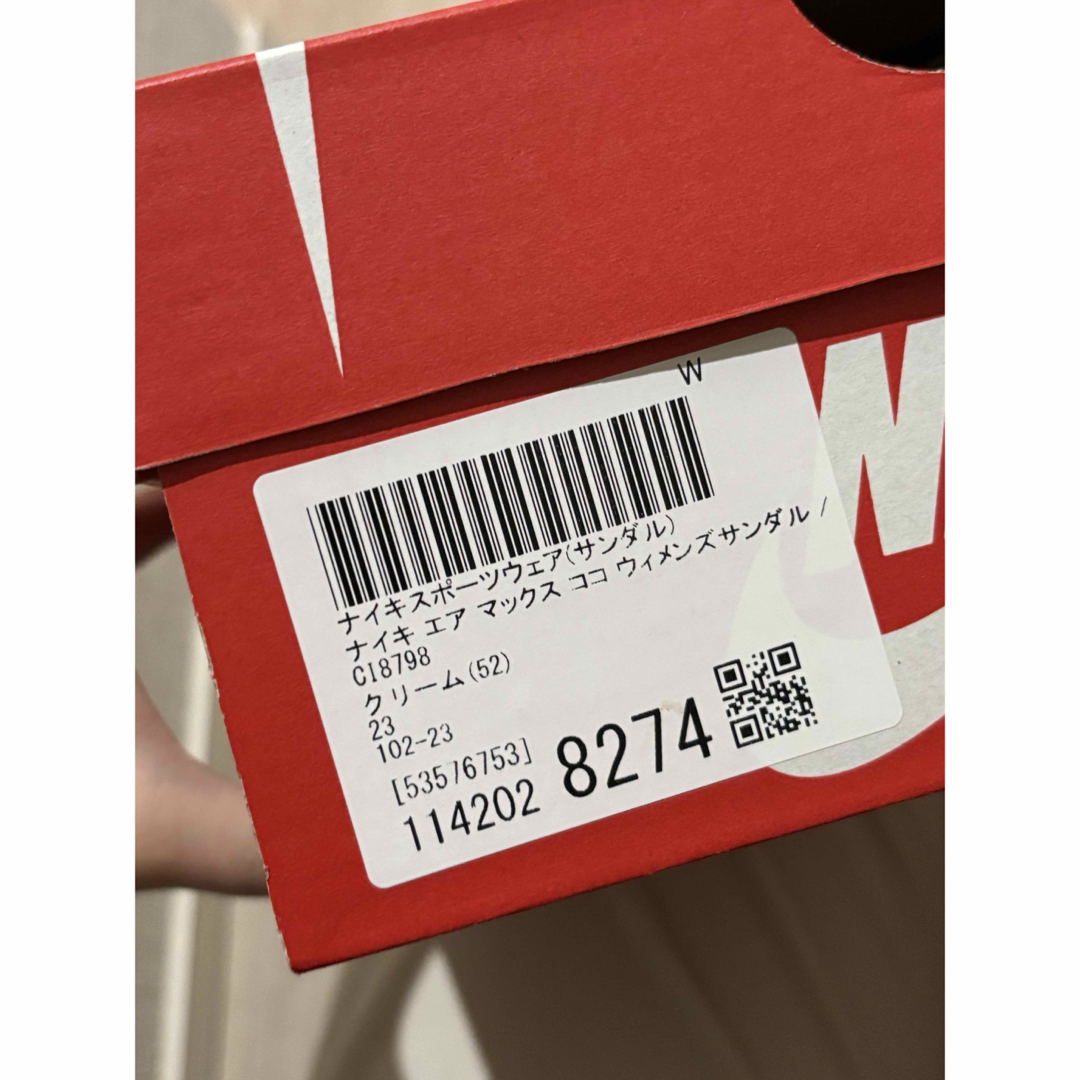 W
ナイキスポーツウェア(サンダル)
ナイキ エア マックス ココ ウィメンズサンダル /
CI8798
クリーム(52)
23
102-23
[53576753]
114202 8274